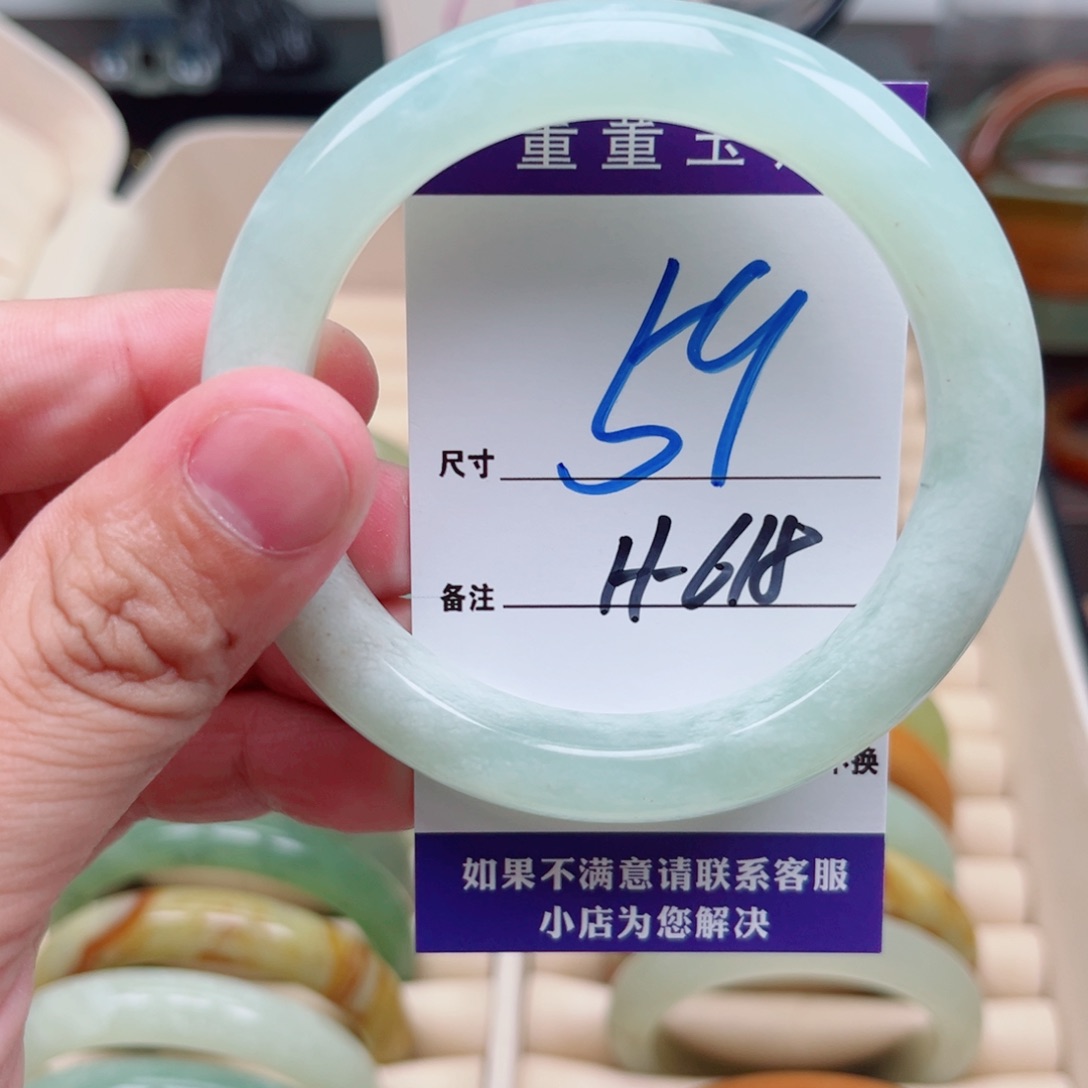 董董玉
尺寸 59
备注 H-618
换
如果不满意请联系客服
小店为您解决